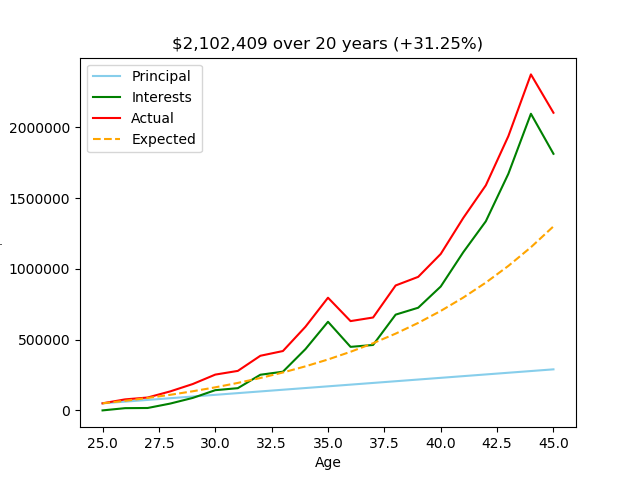 $2,102,409 over 20 years (+31.25%)
Principal
Interests
Actual
Expected
2000000
1500000
1000000
500000
0
25.0 27.5 30.0 32.5 35.0 37.5 40.0 42.5 45.0
Age